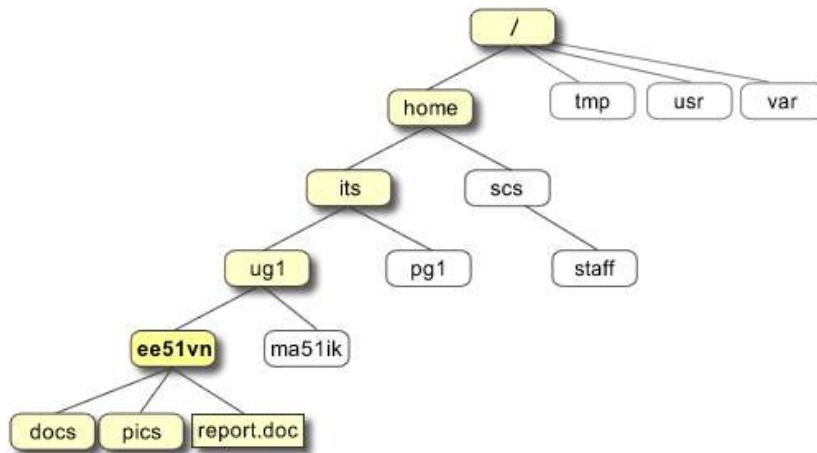 /
home
tmp
usr
var
its
scs
ug1
pg1
staff
ee51vn
ma51ik
docs
pics
report.doc